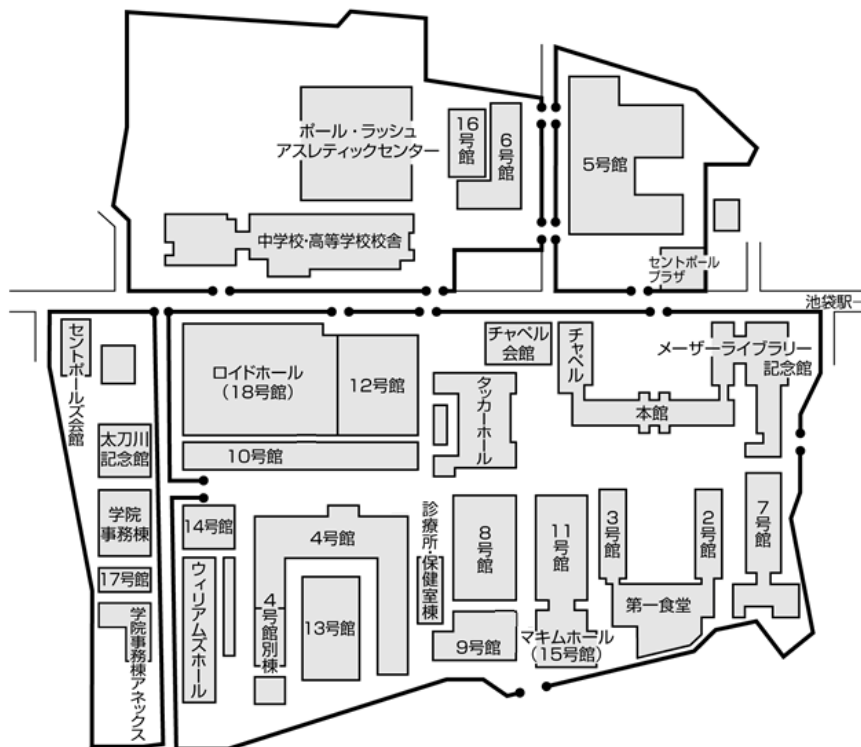 ポール・ラッシュ
アスレティックセンター
16号館
6号館
5号館
中学校・高等学校校舎
セントポール
プラザ
池袋駅
セントポールズ会館
ロイドホール
(18号館)
12号館
チャペル
会館
チャペル
メーザーライブラリー
記念館
タッカーホール
本館
太刀川
記念館
10号館
学院
事務棟
14号館
4号館
診療所・保健室棟
8号館
11号館
3号館
2号館
7号館
17号館
ウィリアムズホール
4号館別棟
13号館
第一食堂
学院事務棟アネックス
9号館
マキムホール
(15号館)